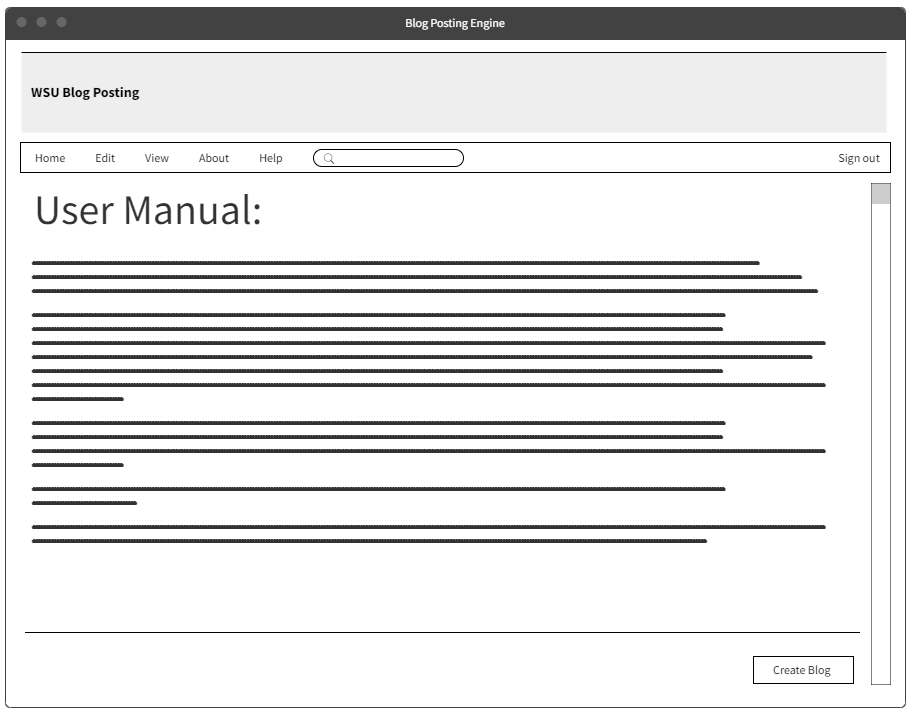 Blog Posting Engine
WSU Blog Posting
Home Edit View About Help Sign out
User Manual:
Create Blog